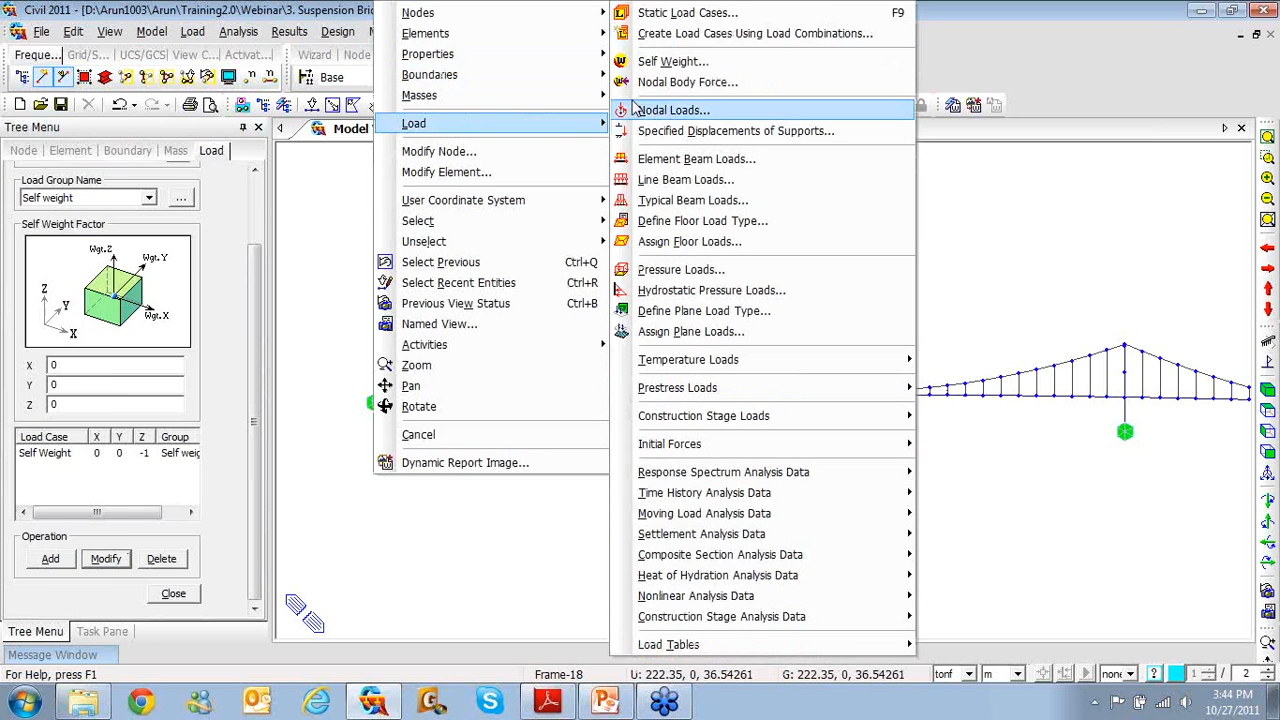 Civil 2011 - [D:\Arun1003\Arun\Training2.0\Webinar\3. Suspension Bri
File Edit View Model Load Analysis Results Design
Freque... Grid/S... UCS/GCS Activat... Wizard Node
Base
Tree Menu
Model
Node Element Boundary Mass Load
Load Group Name
Self weight
...
Self Weight Factor
Wgt.Z
Wgt.Y
Wgt.X
Z
Y
X
X 0
Y 0
Z 0
Load Case X Y Z Group
Self Weight 0 0 -1 Self weig
Operation
Add Modify Delete
Close
Tree Menu Task Pane
Message Window
For Help, press F1
Nodes
Elements
Properties
Boundaries
Masses
Load
Modify Node...
Modify Element...
User Coordinate System
Select
Unselect
Select Previous Ctrl+Q
Select Recent Entities Ctrl+R
Previous View Status Ctrl+B
Named View...
Activities
Zoom
Pan
Rotate
Cancel
Dynamic Report Image...
Static Load Cases... F9
Create Load Cases Using Load Combinations...
Self Weight...
Nodal Body Force...
Nodal Loads...
Specified Displacements of Supports...
Element Beam Loads...
Line Beam Loads...
Typical Beam Loads...
Define Floor Load Type...
Assign Floor Loads...
Pressure Loads...
Hydrostatic Pressure Loads...
Define Plane Load Type...
Assign Plane Loads...
Temperature Loads
Prestress Loads
Construction Stage Loads
Initial Forces
Response Spectrum Analysis Data
Time History Analysis Data
Moving Load Analysis Data
Settlement Analysis Data
Composite Section Analysis Data
Heat of Hydration Analysis Data
Nonlinear Analysis Data
Construction Stage Analysis Data
Load Tables
Frame-18
U: 222.35, 0, 36.54261
G: 222.35, 0, 36.54261
tonf
m
none
? 1 / 2
3:44 PM
10/27/2011